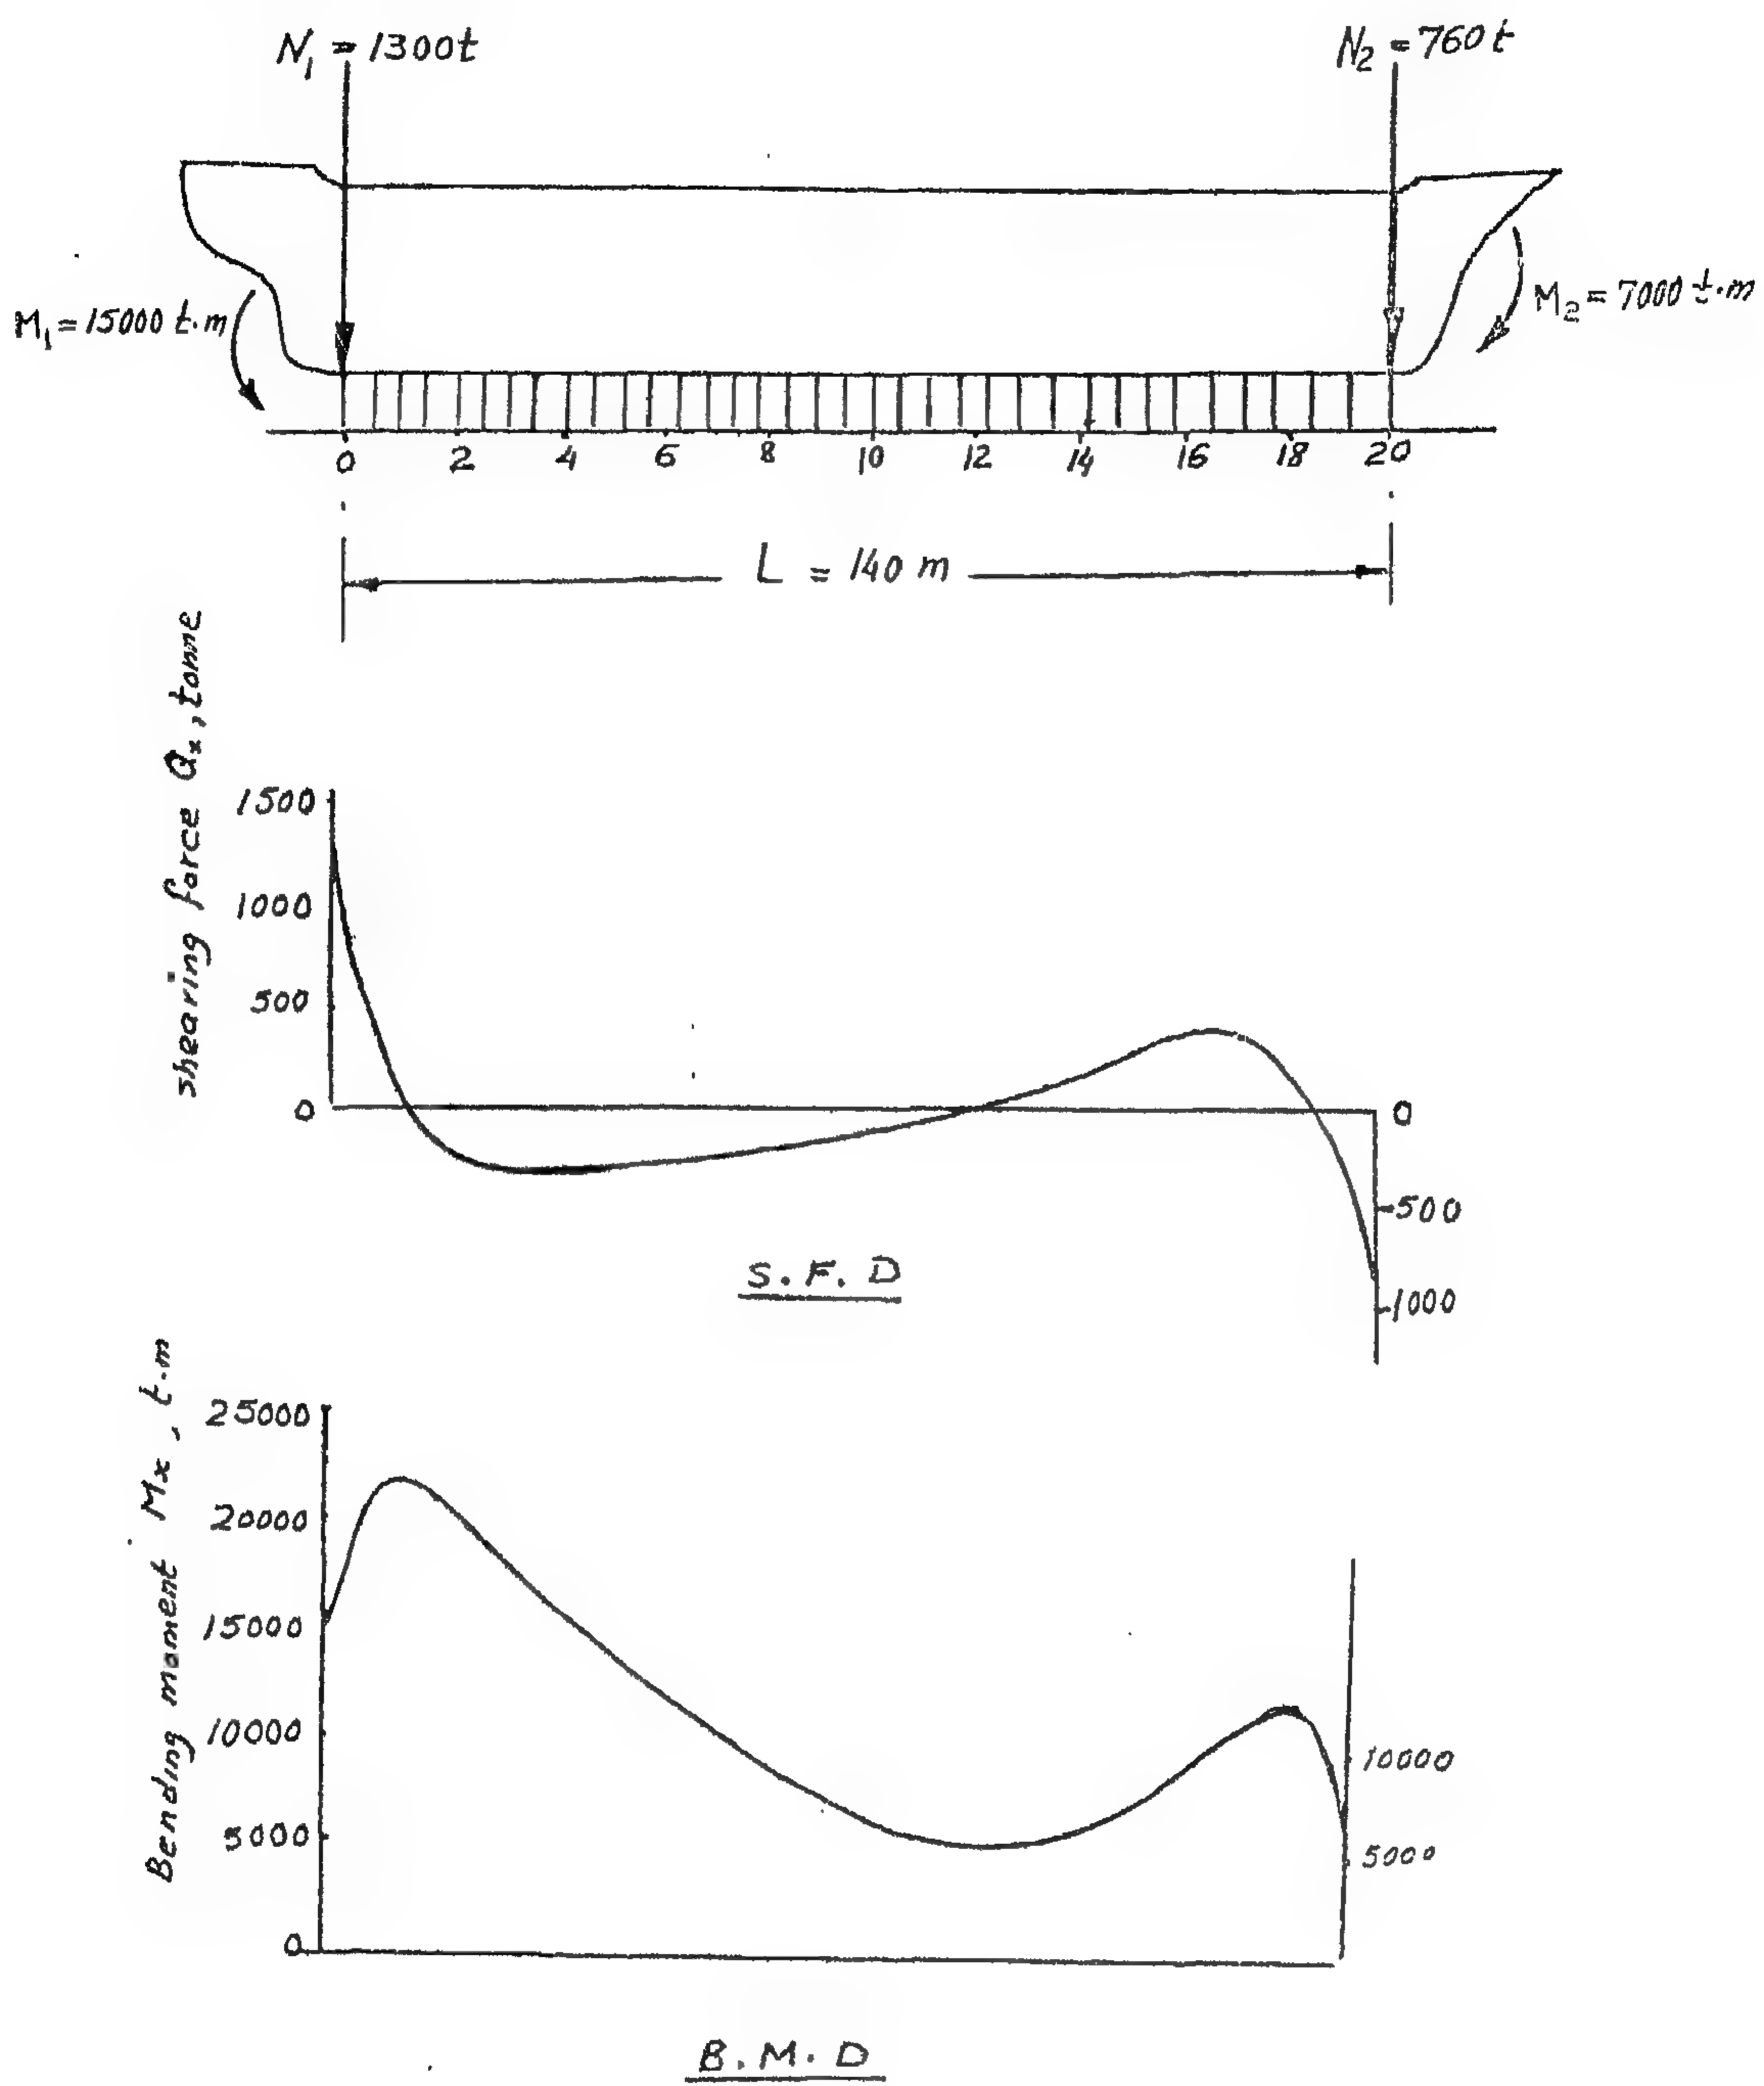 N₁ = 1300t
N₂ = 760t
M₁ = 15000 t.m
M₂ = 7000 t.m
0 2 4 6 8 10 12 14 16 18 20
L = 140 m
shearing force Qx, tonne
1500
1000
500
0
0
500
1000
S.F.D
Bending moment Mx, t.m
25000
20000
15000
10000
5000
0
10000
5000
B.M.D